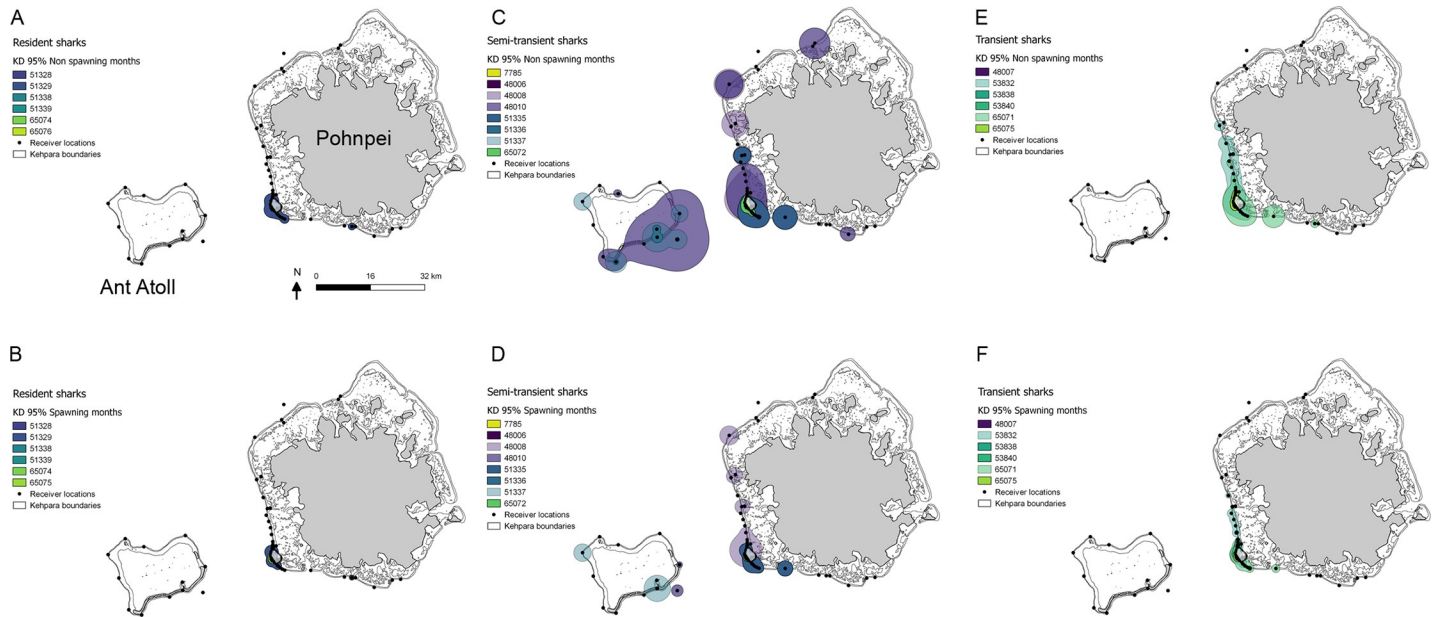 A
Resident sharks
KD 95% Non spawning months
51328
51329
51338
51339
65074
65076
Receiver locations
Kehpara boundaries
Pohnpei
Ant Atoll
N
0 16 32 km
B
Resident sharks
KD 95% Spawning months
51328
51329
51338
51339
65074
65075
Receiver locations
Kehpara boundaries
C
Semi-transient sharks
KD 95% Non spawning months
7785
48006
48008
48010
51335
51336
51337
65072
Receiver locations
Kehpara boundaries
D
Semi-transient sharks
KD 95% Spawning months
7785
48006
48008
48010
51335
51336
51337
65072
Receiver locations
Kehpara boundaries
E
Transient sharks
KD 95% Non spawning months
48007
53832
53838
53840
65071
65075
Receiver locations
Kehpara boundaries
F
Transient sharks
KD 95% Spawning months
48007
53832
53838
53840
65071
65075
Receiver locations
Kehpara boundaries